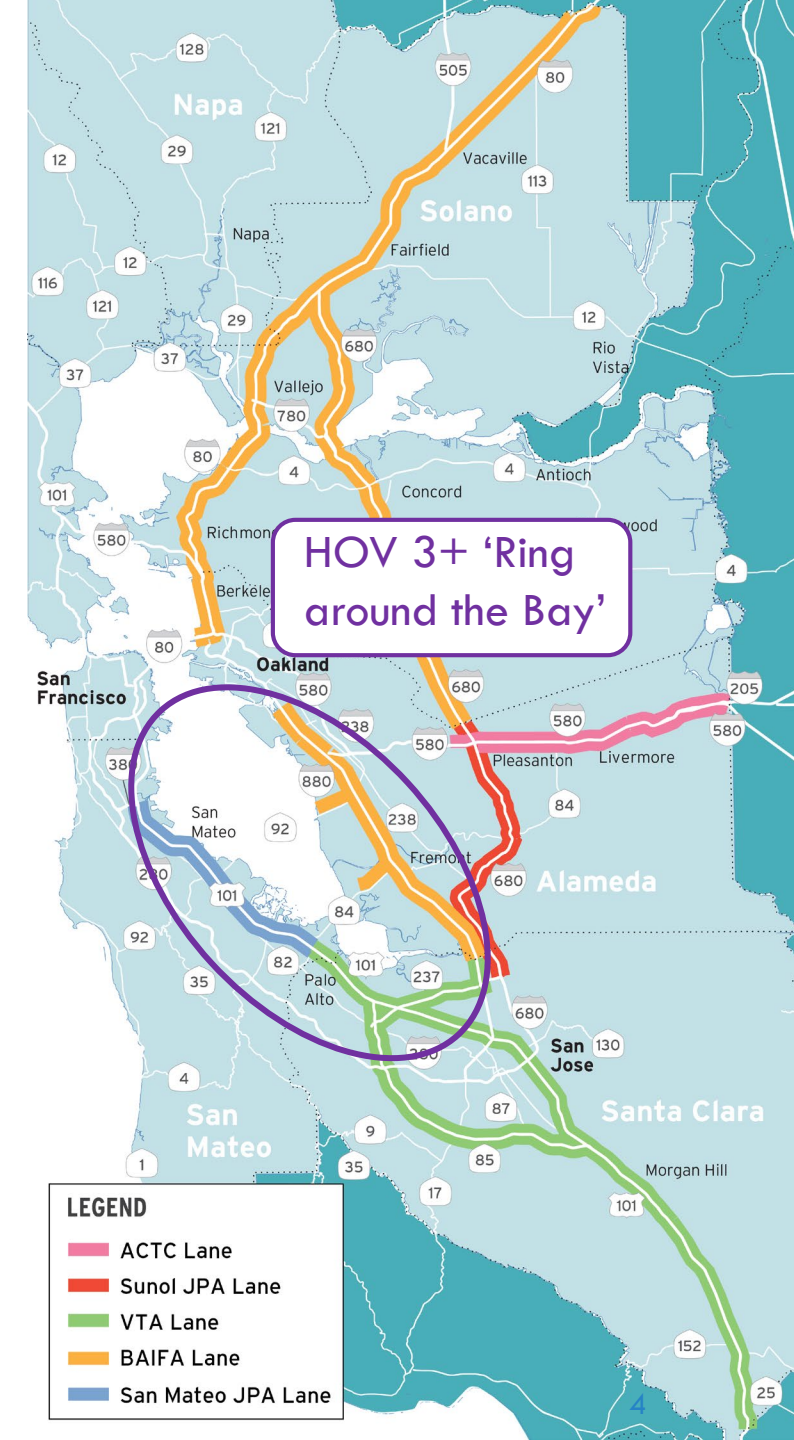 128
505
80
Napa
121
29
12
Vacaville
113
Solano
Napa
Fairfield
12
116
121
29
12
680
Rio
Vista
37
37
Vallejo
780
80
4
4
Antioch
Concord
101
580
Richmon
wood
HOV 3+ ‘Ring
around the Bay’
4
Berkele
80
Oakland
San
Francisco
580
680
205
238
580
580
580
Pleasanton
Livermore
380
880
84
San
Mateo
92
238
Fremont
280
101
680
Alameda
84
92
82
101
237
35
Palo
Alto
680
130
280
San
Jose
4
87
Santa Clara
San
Mateo
9
85
1
35
Morgan Hill
17
101
LEGEND
ACTC Lane
Sunol JPA Lane
VTA Lane
BAIFA Lane
San Mateo JPA Lane
152
25
4